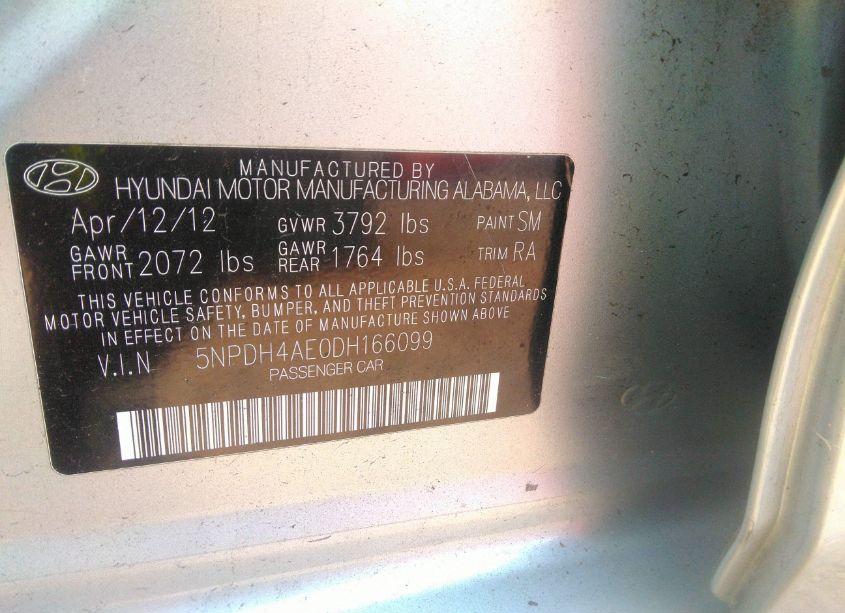 MANUFACTURED BY
HYUNDAI MOTOR MANUFACTURING ALABAMA, LLC
Apr/12/12 GVWR 3792 lbs PAINT SM
GAWR FRONT 2072 lbs GAWR REAR 1764 lbs TRIM RA
THIS VEHICLE CONFORMS TO ALL APPLICABLE U.S.A. FEDERAL
MOTOR VEHICLE SAFETY, BUMPER, AND THEFT PREVENTION STANDARDS
IN EFFECT ON THE DATE OF MANUFACTURE SHOWN ABOVE
V.I.N 5NPDH4AE0DH166099
PASSENGER CAR